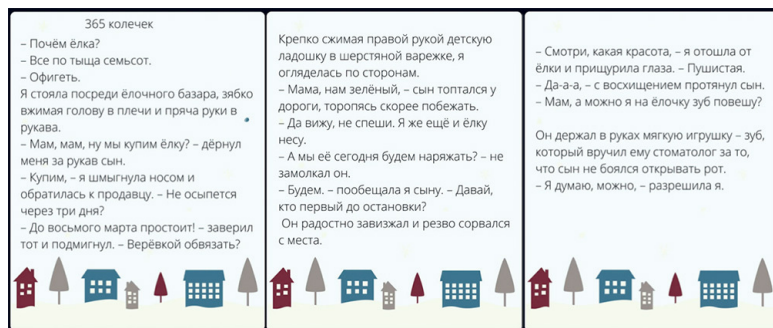 365 колечек
– Почём ёлка?
– Все по тыща семьсот.
– Офигеть.
Я стояла посреди ёлочного базара, зябко
вжимая голову в плечи и пряча руки в
рукава.
– Мам, мам, ну мы купим ёлку? – дёрнул
меня за рукав сын.
– Купим, – я шмыгнула носом и
обратилась к продавцу. – Не осыпется
через три дня?
– До восьмого марта простоит! – заверил
тот и подмигнул. – Верёвкой обвязать?
Крепко сжимая правой рукой детскую
ладошку в шерстяной варежке, я
огляделась по сторонам.
– Мама, нам зелёный, – сын топтался у
дороги, торопясь скорее побежать.
– Да вижу, не спеши. Я же ещё и ёлку
несу.
– А мы её сегодня будем наряжать? – не
замолкал он.
– Будем. – пообещала я сыну. – Давай,
кто первый до остановки?
Он радостно завизжал и резво сорвался
с места.
– Смотри, какая красота, – я отошла от
ёлки и прищурила глаза. – Пушистая.
– Да-а-а, – с восхищением протянул сын.
– Мам, а можно я на ёлочку зуб повешу?
Он держал в руках мягкую игрушку – зуб,
который вручил ему стоматолог за то,
что сын не боялся открывать рот.
– Я думаю, можно, – разрешила я.